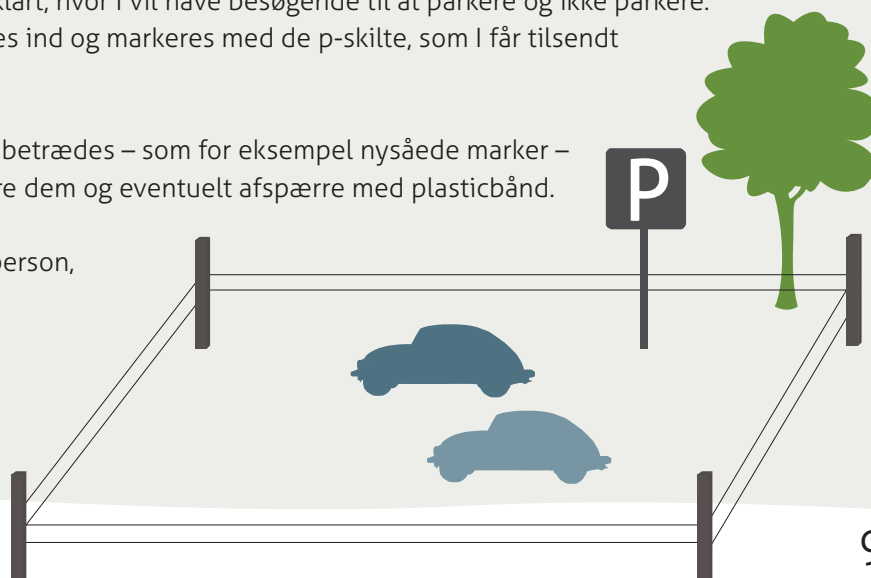 klart, hvor I vil have besøgende til at parkere og ikke parkere.
es ind og markeres med de p-skilte, som I får tilsendt
betrædes – som for eksempel nysåede marker –
re dem og eventuelt afspærre med plasticbånd.
person,
P